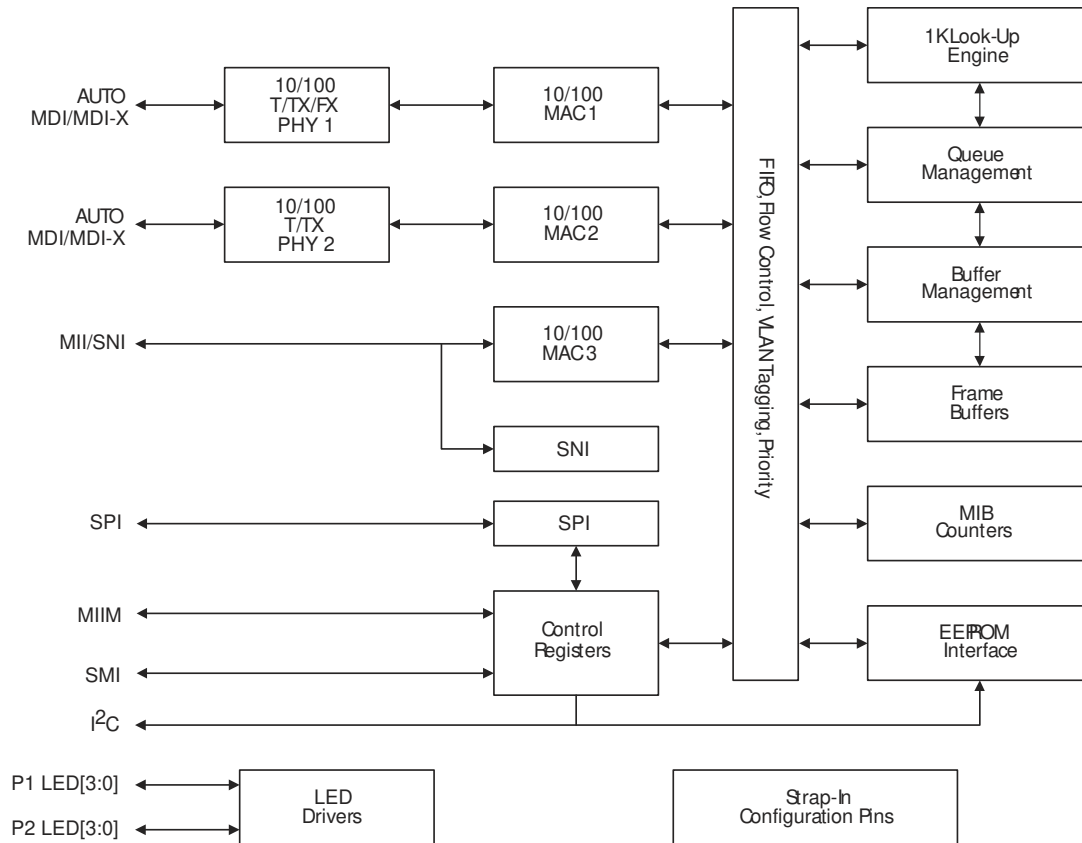 AUTO
MDI/MDI-X
10/100
T/TX/FX
PHY 1
10/100
MAC1
1K Look-Up
Engine
Queue
Management
AUTO
MDI/MDI-X
10/100
T/TX
PHY 2
10/100
MAC2
Buffer
Management
MII/SNI
10/100
MAC3
FIFO, Flow Control, VLAN Tagging, Priority
Frame
Buffers
SNI
SPI
SPI
MIB
Counters
MIIM
SMI
Control
Registers
EEPROM
Interface
I²C
P1 LED[3:0]
P2 LED[3:0]
LED
Drivers
Strap-In
Configuration Pins